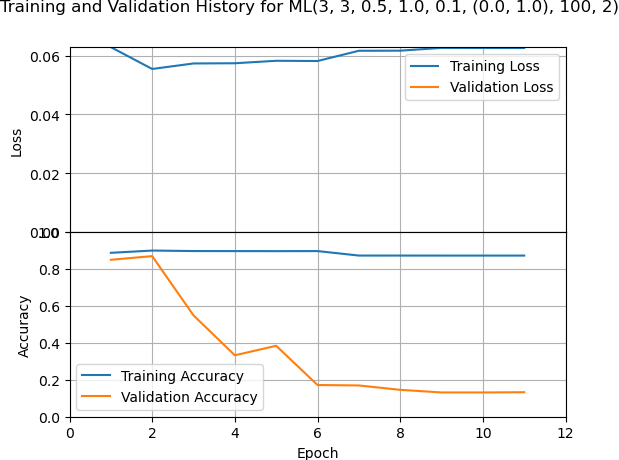 Training and Validation History for ML(3, 3, 0.5, 1.0, 0.1, (0.0, 1.0), 100, 2)
0.06
0.04
0.02
0.00
Loss
Training Loss
Validation Loss
1.0
0.8
0.6
0.4
0.2
0.0
Accuracy
Training Accuracy
Validation Accuracy
0 2 4 6 8 10 12
Epoch